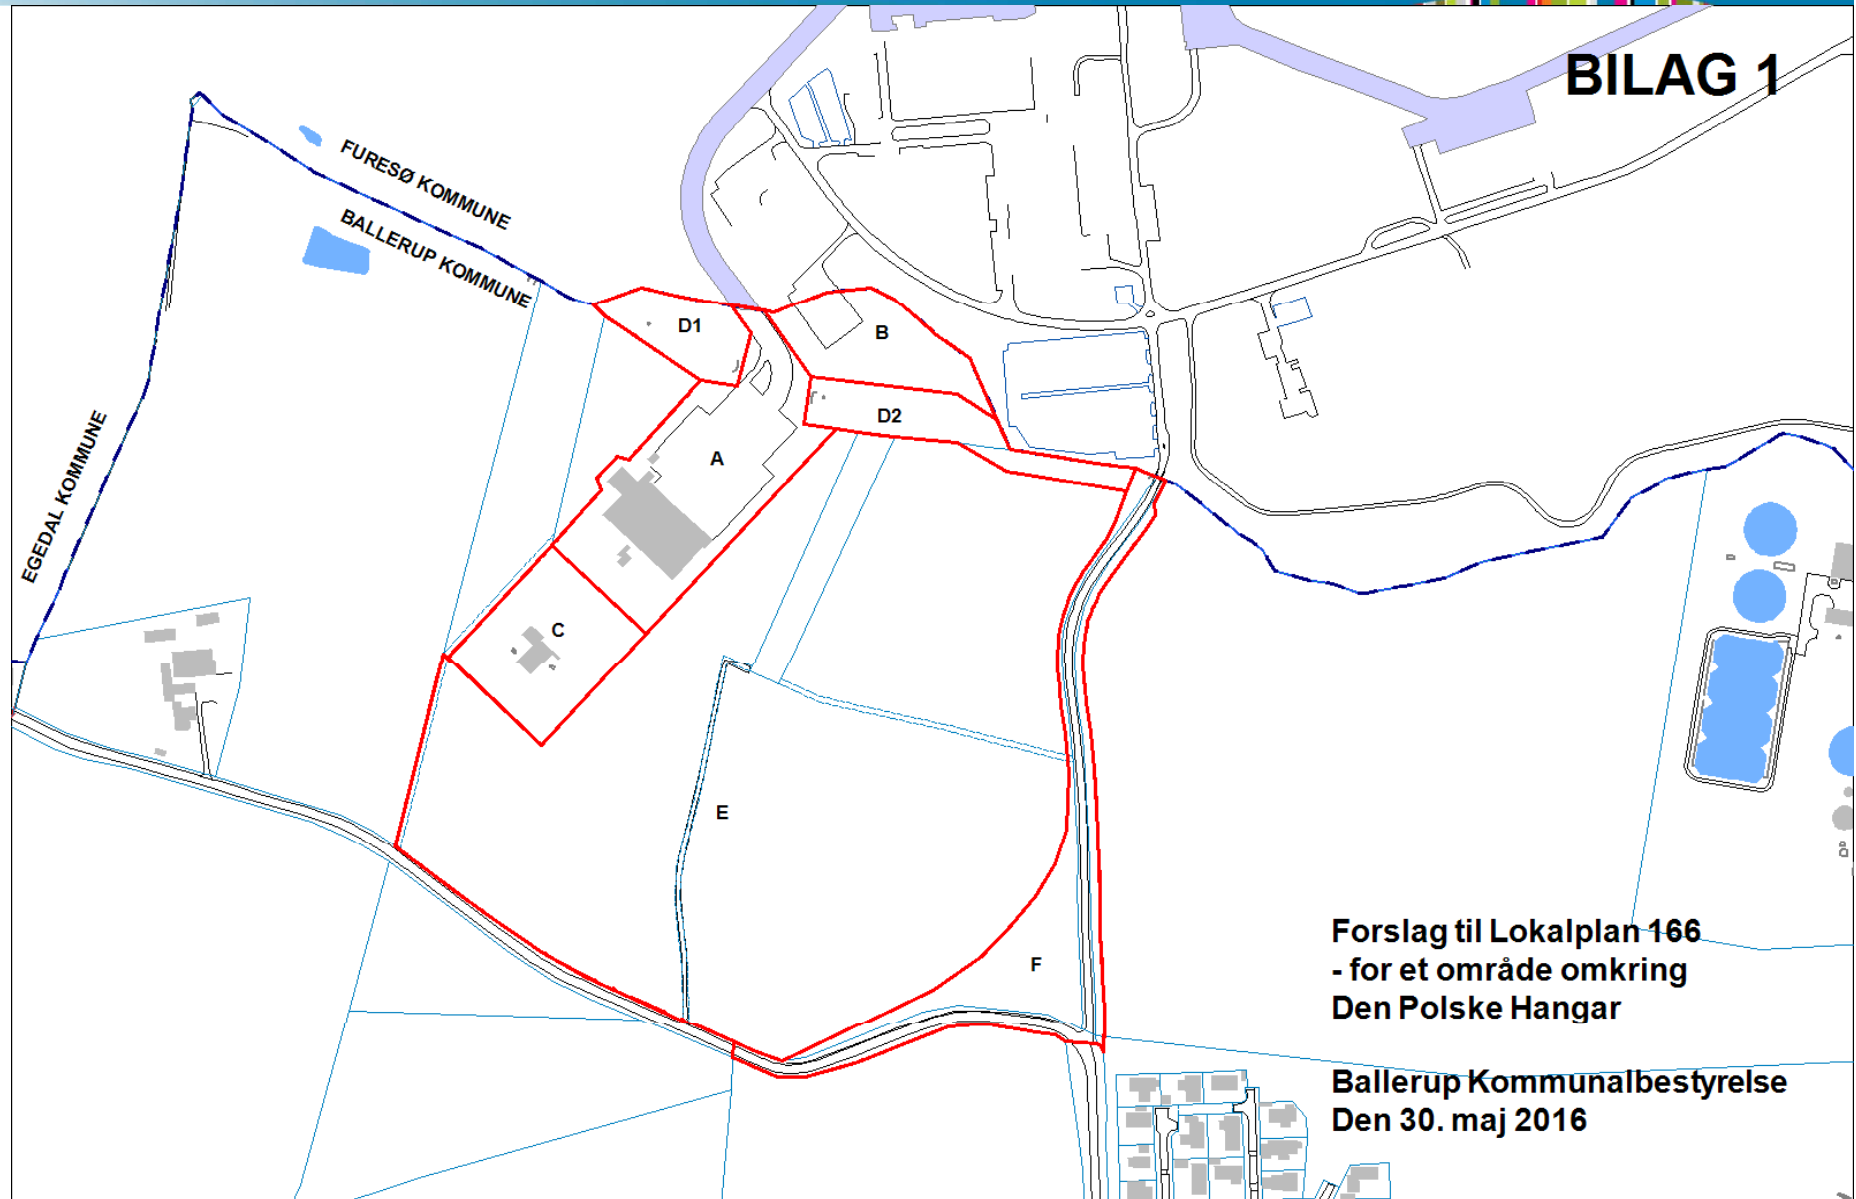 BILAG 1
FURESØ KOMMUNE
BALLERUP KOMMUNE
EGEDAL KOMMUNE
D1
B
D2
A
C
E
F
Forslag til Lokalplan 166
- for et område omkring
Den Polske Hangar
Ballerup Kommunalbestyrelse
Den 30. maj 2016